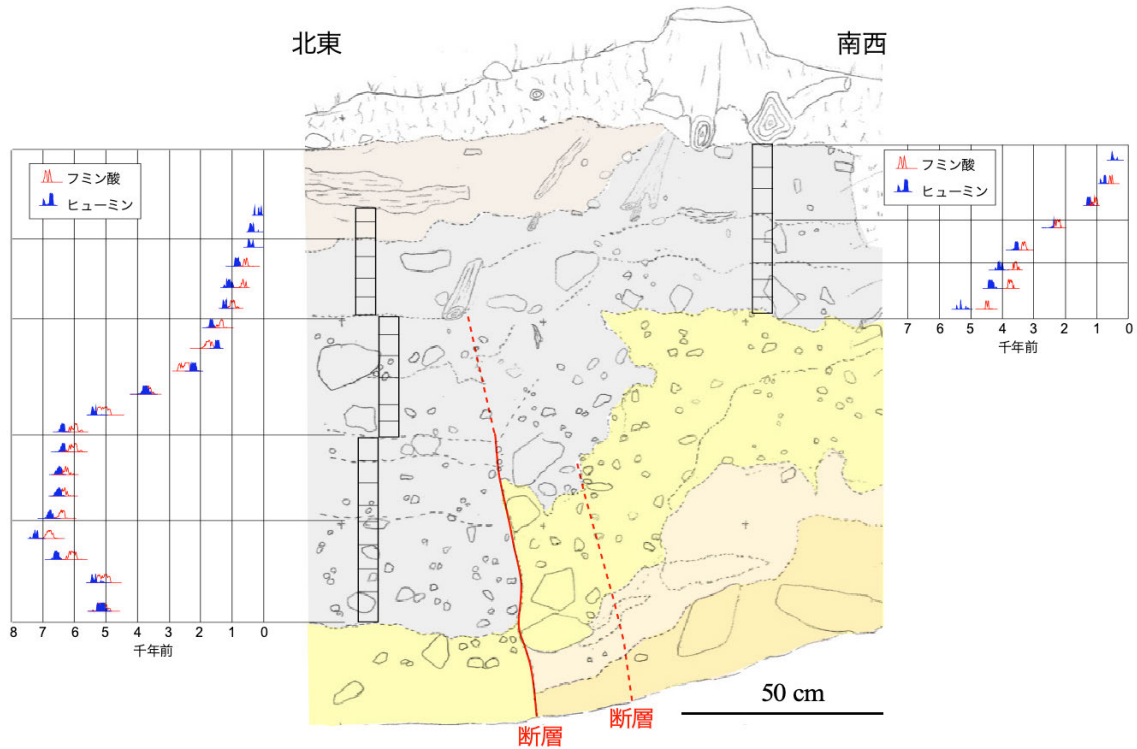 北東
南西
フミン酸
ヒューミン
フミン酸
ヒューミン
7 6 5 4 3 2 1 0
千年前
8 7 6 5 4 3 2 1 0
千年前
50 cm
断層
断層